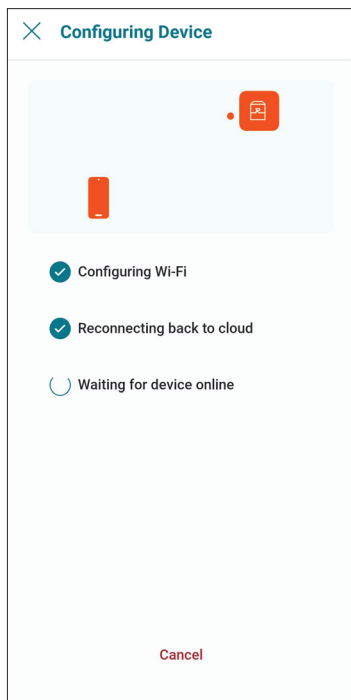 Configuring Device
Configuring Wi-Fi
Reconnecting back to cloud
Waiting for device online
Cancel